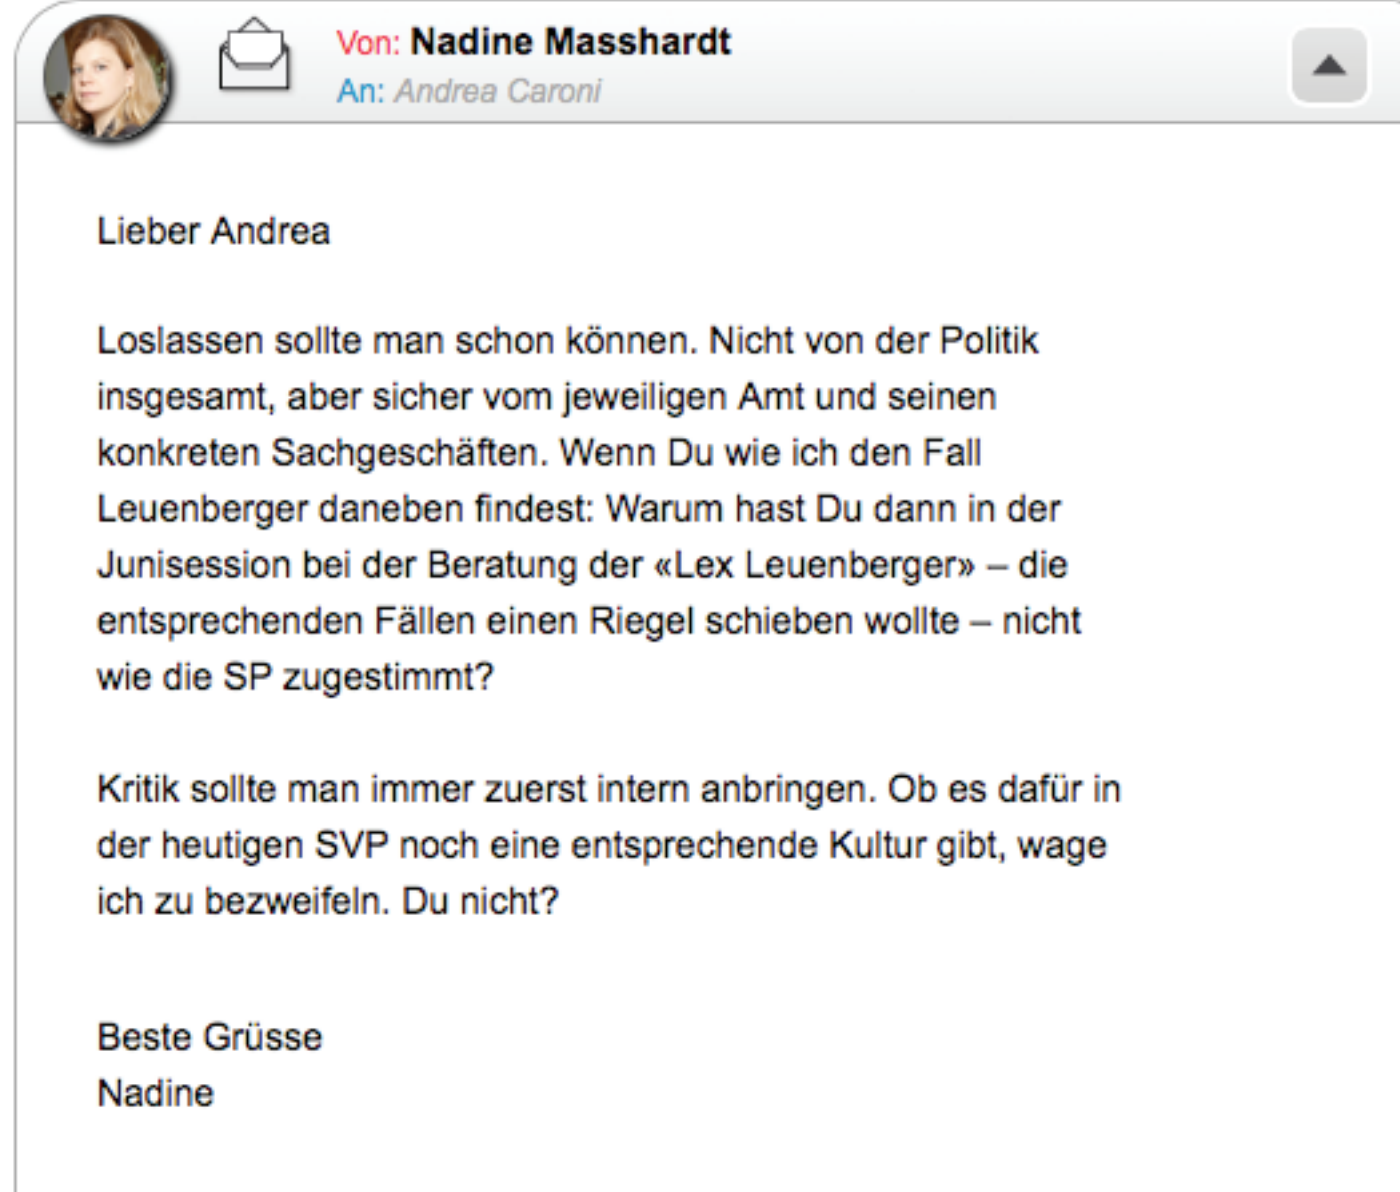 Von: Nadine Masshardt
An: Andrea Caroni
Lieber Andrea
Loslassen sollte man schon können. Nicht von der Politik
insgesamt, aber sicher vom jeweiligen Amt und seinen
konkreten Sachgeschäften. Wenn Du wie ich den Fall
Leuenberger daneben findest: Warum hast Du dann in der
Junisession bei der Beratung der «Lex Leuenberger» – die
entsprechenden Fällen einen Riegel schieben wollte – nicht
wie die SP zugestimmt?
Kritik sollte man immer zuerst intern anbringen. Ob es dafür in
der heutigen SVP noch eine entsprechende Kultur gibt, wage
ich zu bezweifeln. Du nicht?
Beste Grüsse
Nadine